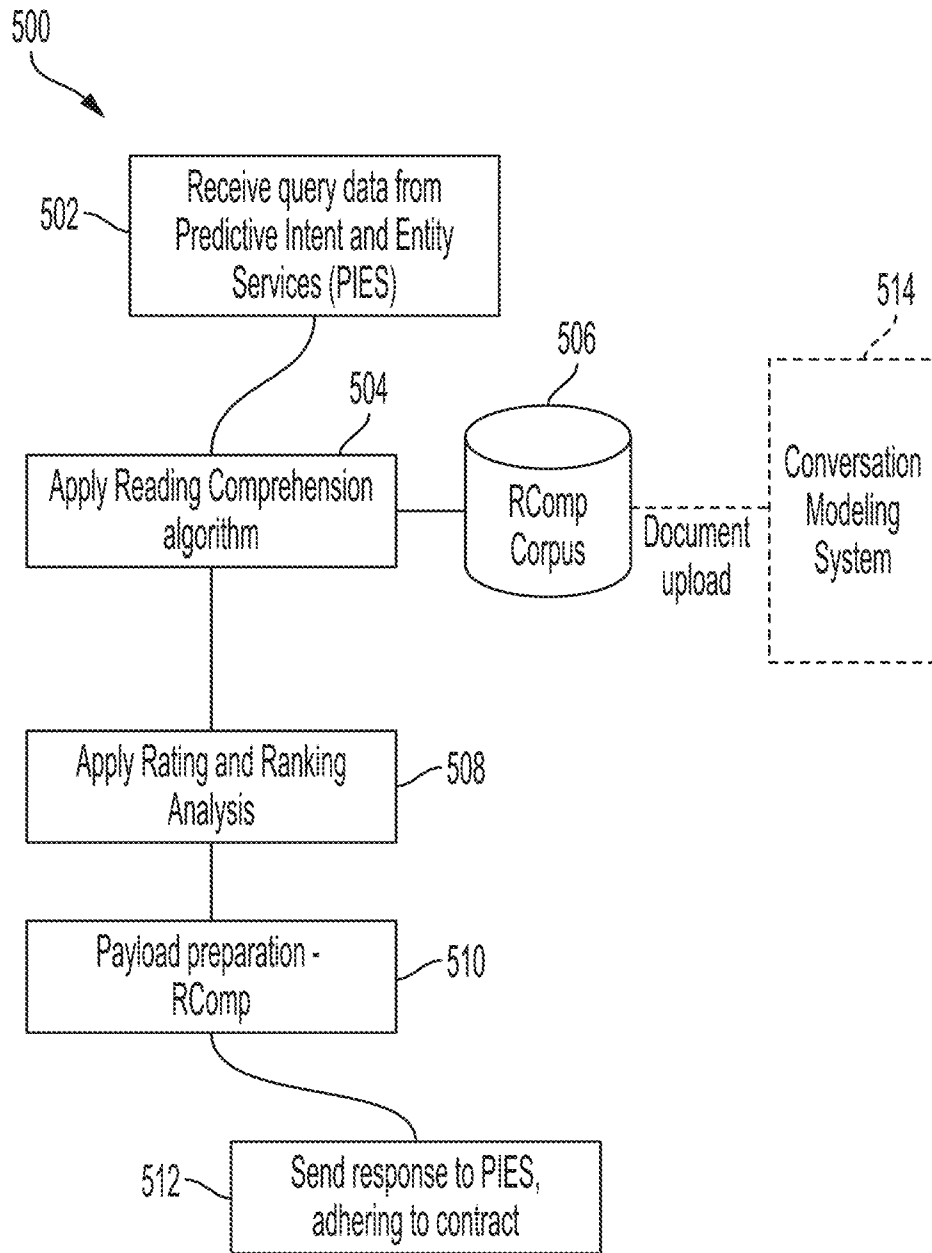 500
Receive query data from
502
Predictive Intent and Entity
Services (PIES)
514
506
504
Apply Reading Comprehension
algorithm
RComp
Corpus
Document
upload
Conversation
Modeling
System
Apply Rating and Ranking
Analysis
508
Payload preparation -
RComp
510
512
Send response to PIES,
adhering to contract